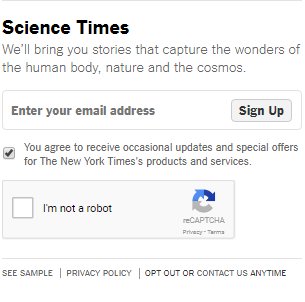 Science Times
We'll bring you stories that capture the wonders of
the human body, nature and the cosmos.
Enter your email address Sign Up
You agree to receive occasional updates and special offers
for The New York Times's products and services.
I'm not a robot
reCAPTCHA
Privacy - Terms
SEE SAMPLE | PRIVACY POLICY | OPT OUT OR CONTACT US ANYTIME